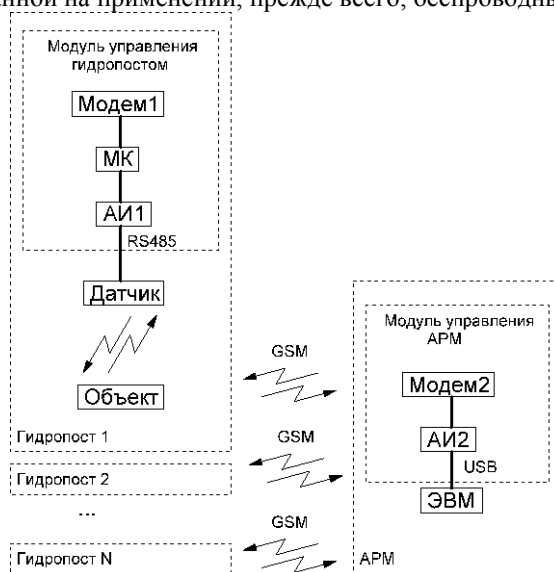 анной на применении, прежде всего, беспроводны
Модуль управления
гидропостом
Модем1
МК
АИ1
RS485
Датчик
Объект
Гидропост 1
Гидропост 2
...
Гидропост N
GSM
GSM
GSM
Модуль управления
АРМ
Модем2
АИ2
USB
ЭВМ
АРМ